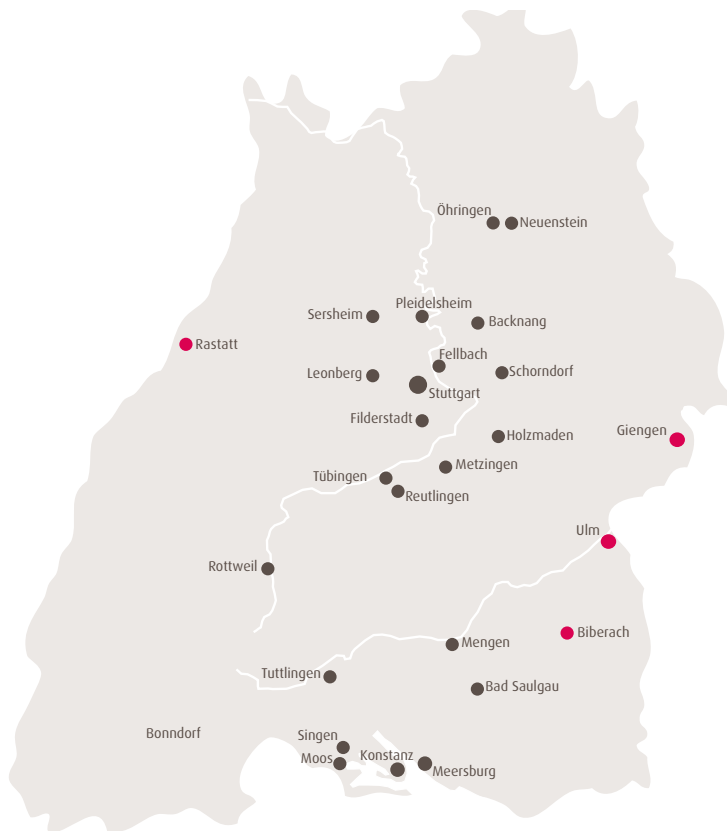 Öhringen
Neuenstein
Pleidelsheim
Sersheim
Backnang
Rastatt
Fellbach
Leonberg
Schorndorf
Stuttgart
Filderstadt
Giengen
Holzmaden
Metzingen
Tübingen
Reutlingen
Ulm
Rottweil
Biberach
Mengen
Tuttlingen
Bad Saulgau
Bonndorf
Singen
Konstanz
Moos
Meersburg